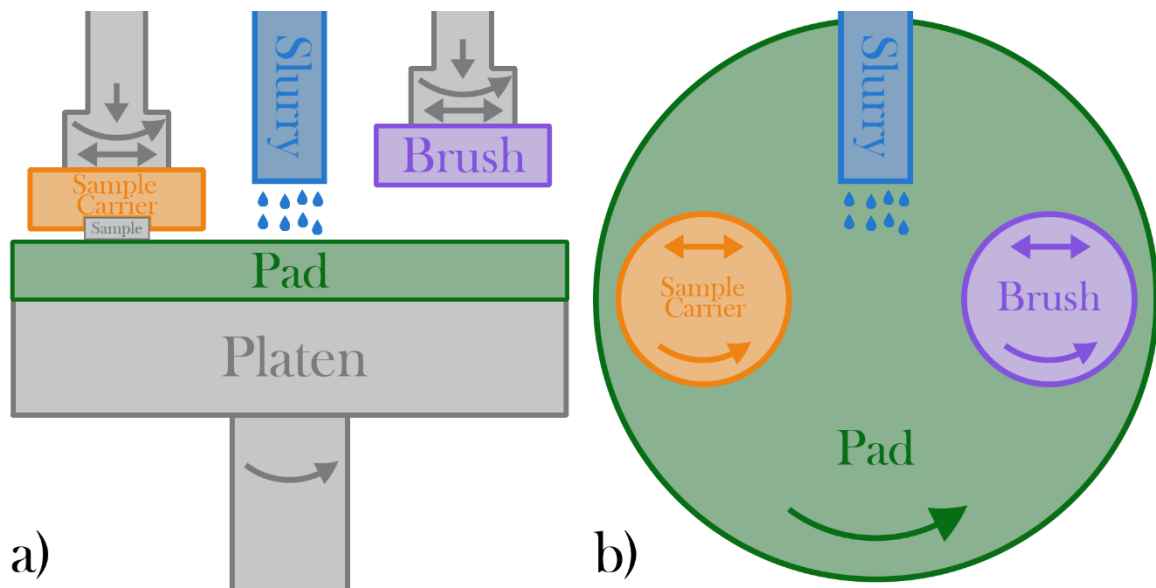 Slurry
Brush
Sample
Carrier
Sample
Pad
Platen
a)
Slurry
Sample
Carrier
Brush
Pad
b)